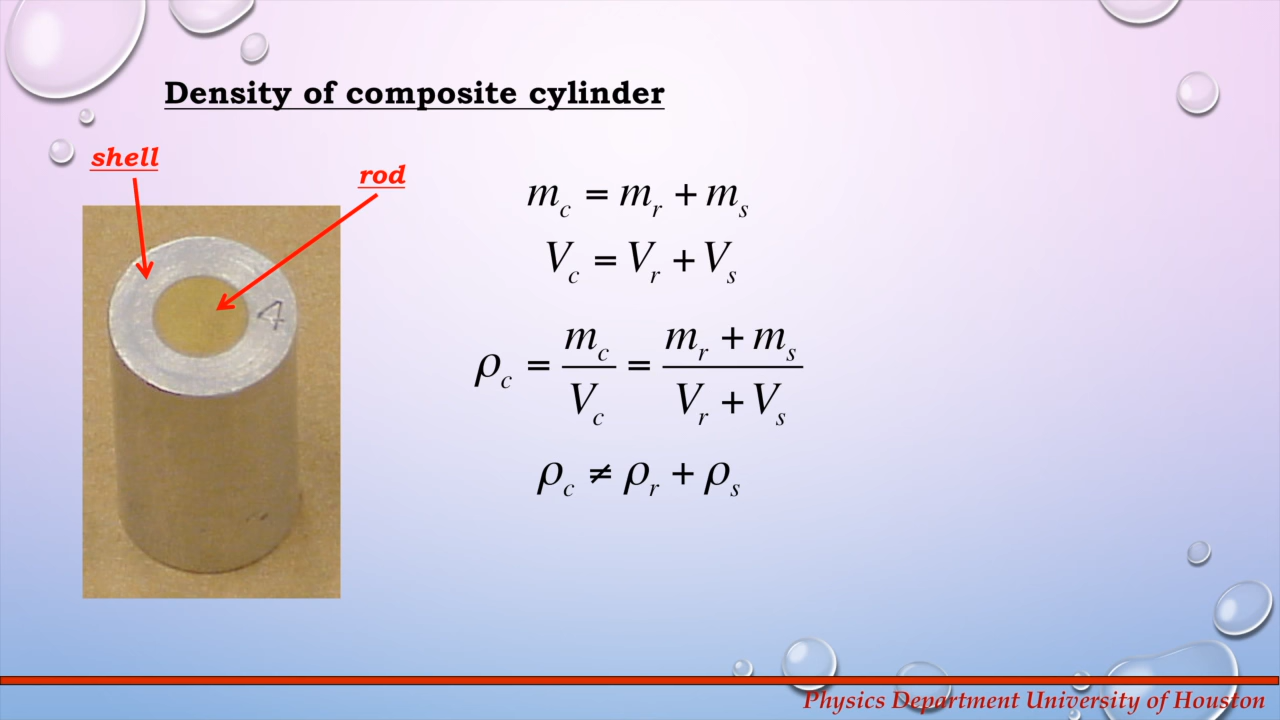 Density of composite cylinder
shell
rod
4
m_c = m_r + m_s
V_c = V_r + V_s
ρ_c = m_c / V_c = (m_r + m_s) / (V_r + V_s)
ρ_c ≠ ρ_r + ρ_s
Physics Department University of Houston